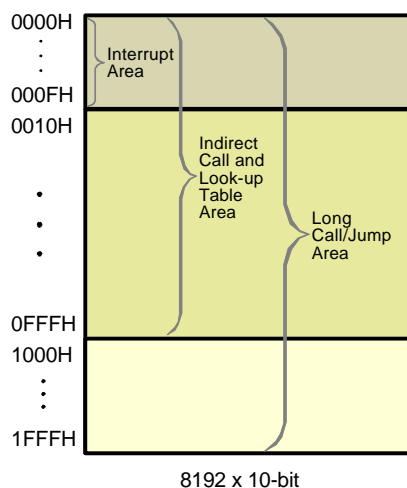 0000H
Interrupt
Area
000FH
0010H
Indirect
Call and
Look-up
Table
Area
Long
Call/Jump
Area
0FFFH
1000H
1FFFH
8192 x 10-bit